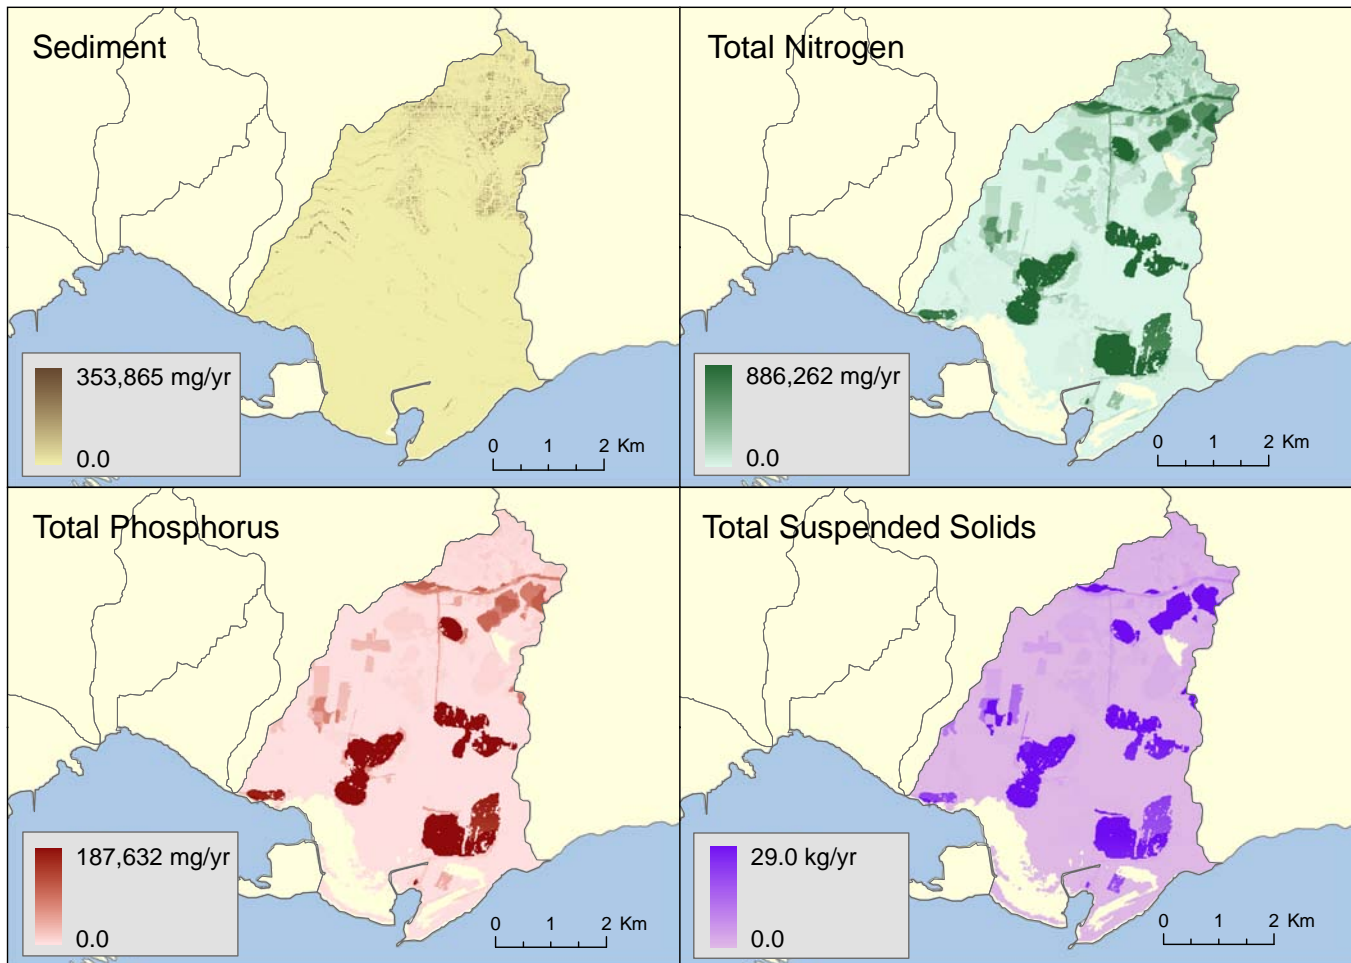 Sediment
353,865 mg/yr
0.0
0 1 2 Km
Total Nitrogen
886,262 mg/yr
0.0
0 1 2 Km
Total Phosphorus
187,632 mg/yr
0.0
0 1 2 Km
Total Suspended Solids
29.0 kg/yr
0.0
0 1 2 Km